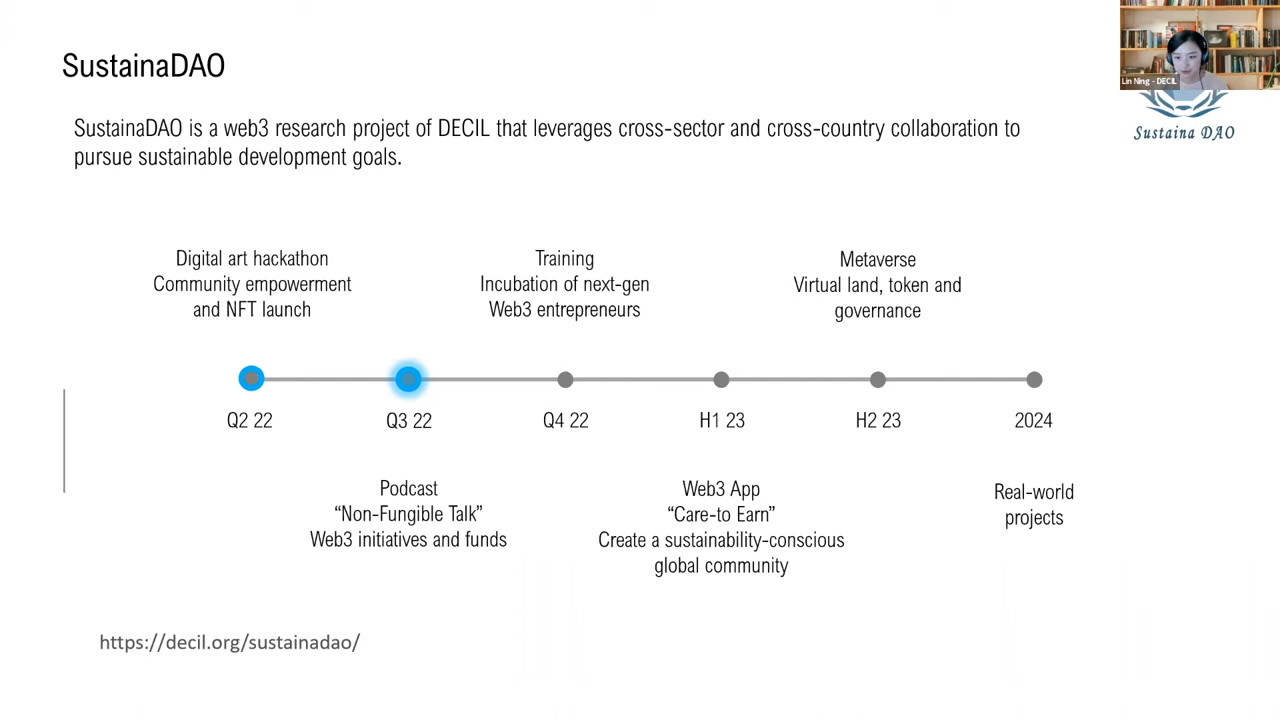 SustainaDAO
Lin Ning - DECIL
Sustaina DAO
SustainaDAO is a web3 research project of DECIL that leverages cross-sector and cross-country collaboration to
pursue sustainable development goals.
Digital art hackathon
Community empowerment
and NFT launch
Training
Incubation of next-gen
Web3 entrepreneurs
Metaverse
Virtual land, token and
governance
Q2 22
Q3 22
Q4 22
H1 23
H2 23
2024
Podcast
“Non-Fungible Talk”
Web3 initiatives and funds
Web3 App
“Care-to Earn”
Create a sustainability-conscious
global community
Real-world
projects
https://decil.org/sustainadao/